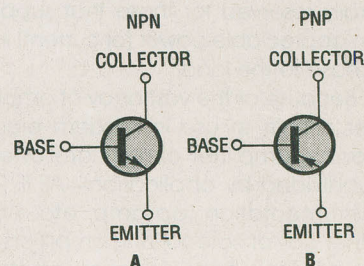 NPN
COLLECTOR
BASE
EMITTER
A
PNP
COLLECTOR
BASE
EMITTER
B